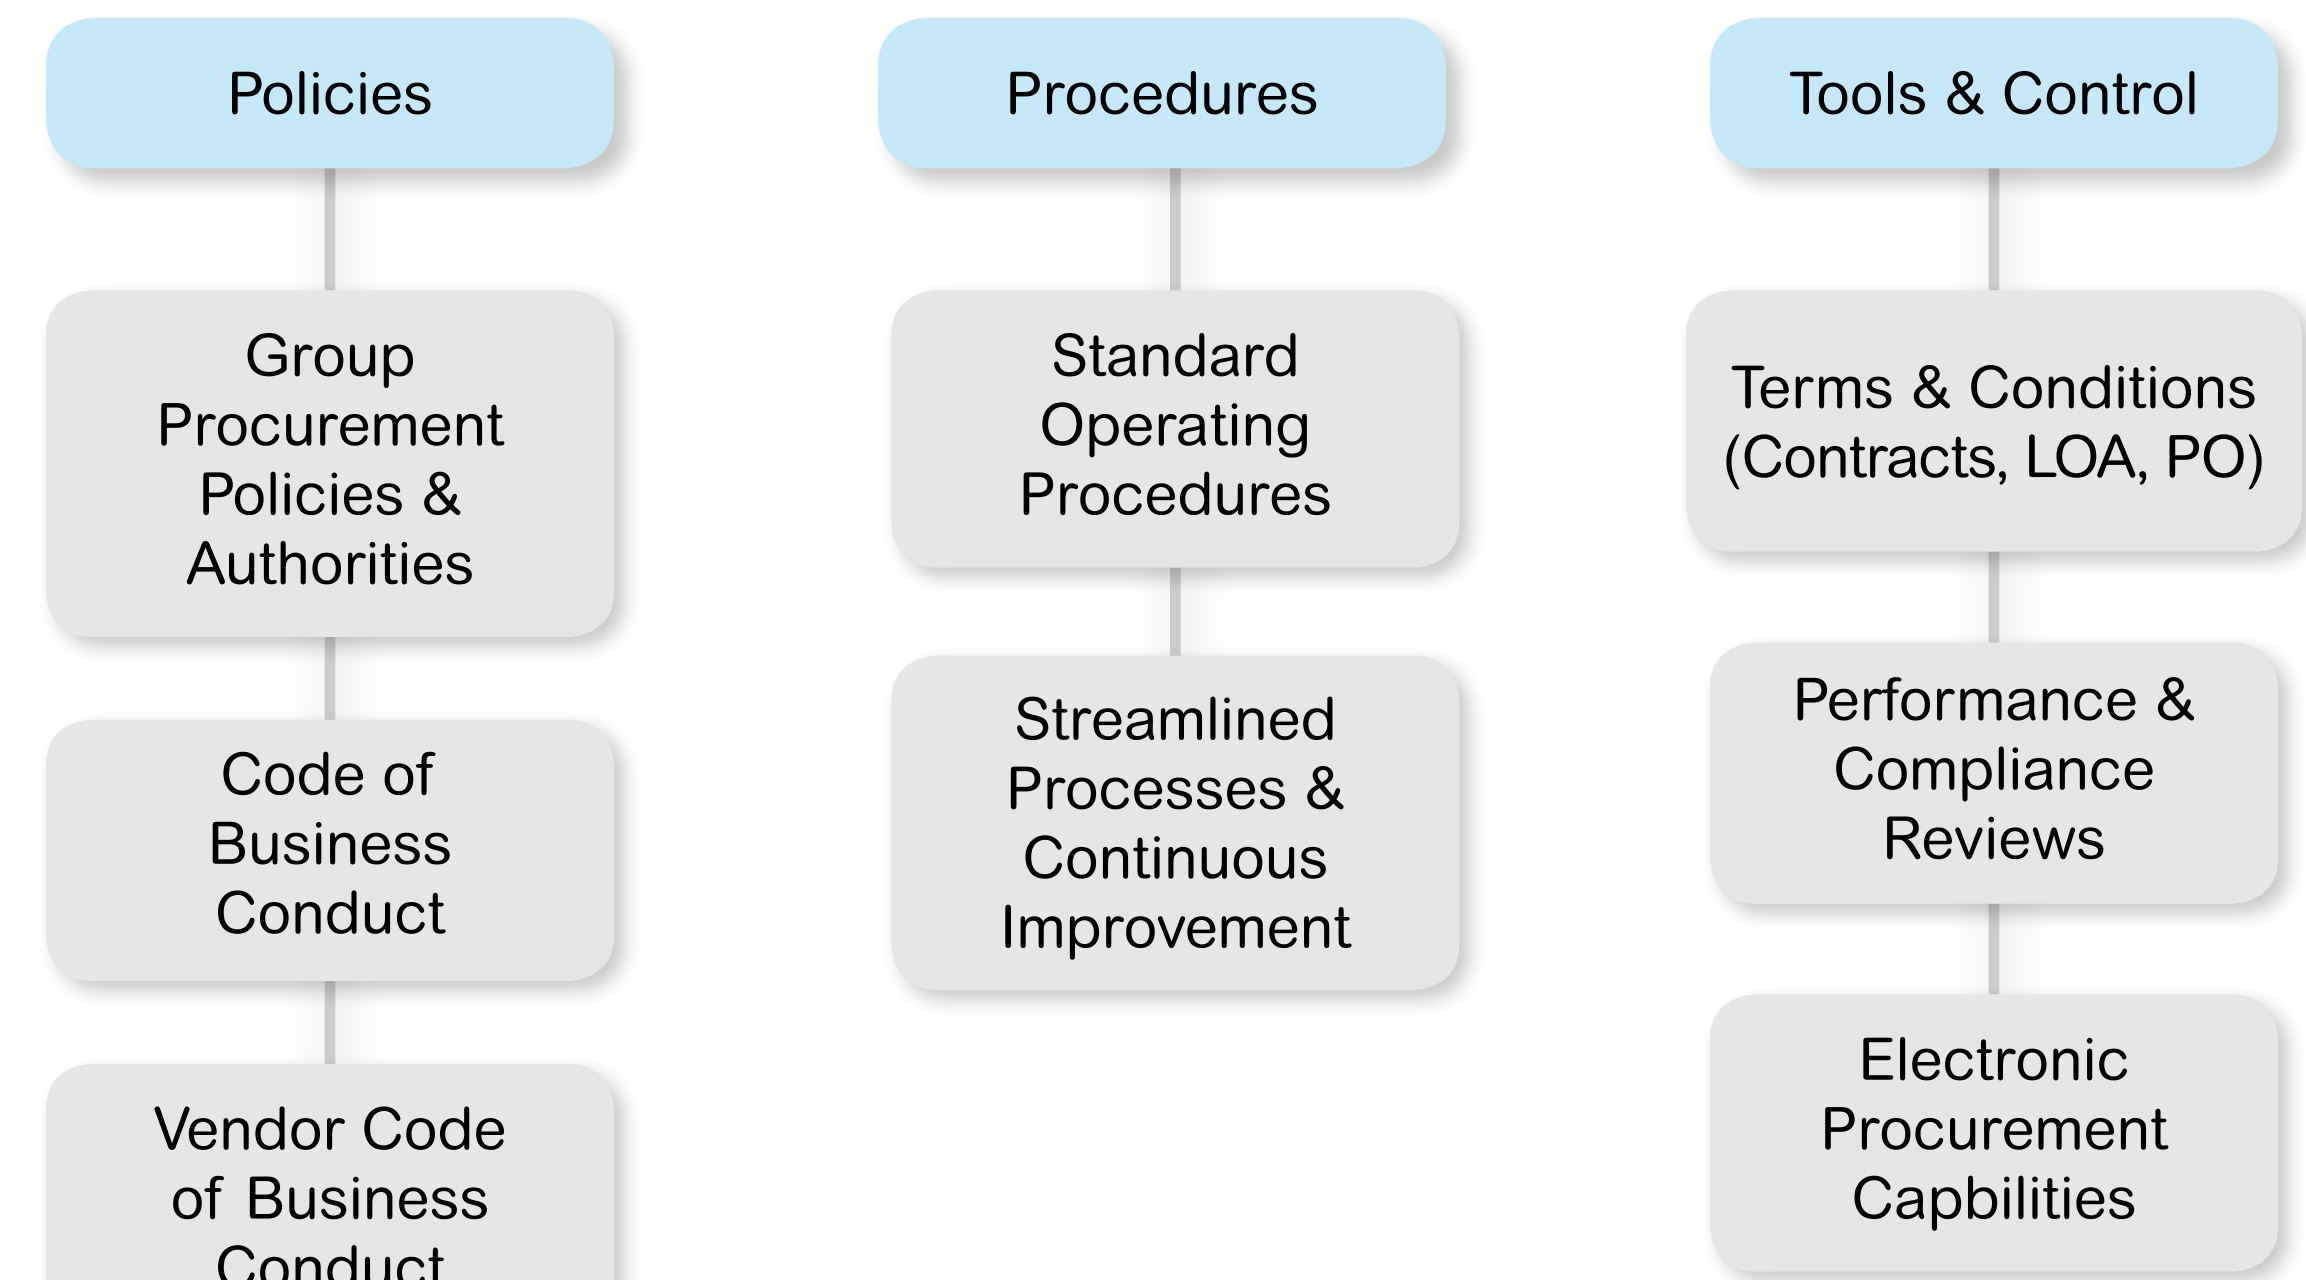 Policies
Group
Procurement
Policies &
Authorities
Code of
Business
Conduct
Vendor Code
of Business
Conduct
Procedures
Standard
Operating
Procedures
Streamlined
Processes &
Continuous
Improvement
Tools & Control
Terms & Conditions
(Contracts, LOA, PO)
Performance &
Compliance
Reviews
Electronic
Procurement
Capbilities